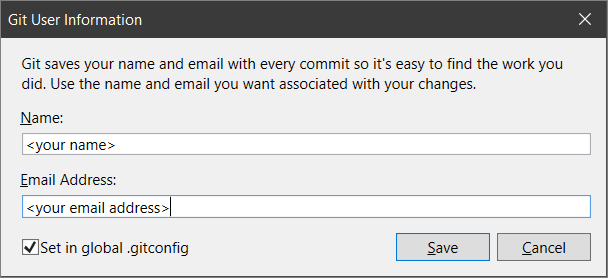 Git User Information
Git saves your name and email with every commit so it's easy to find the work you
did. Use the name and email you want associated with your changes.
Name:
<your name>
Email Address:
<your email address>
Set in global .gitconfig
Save
Cancel